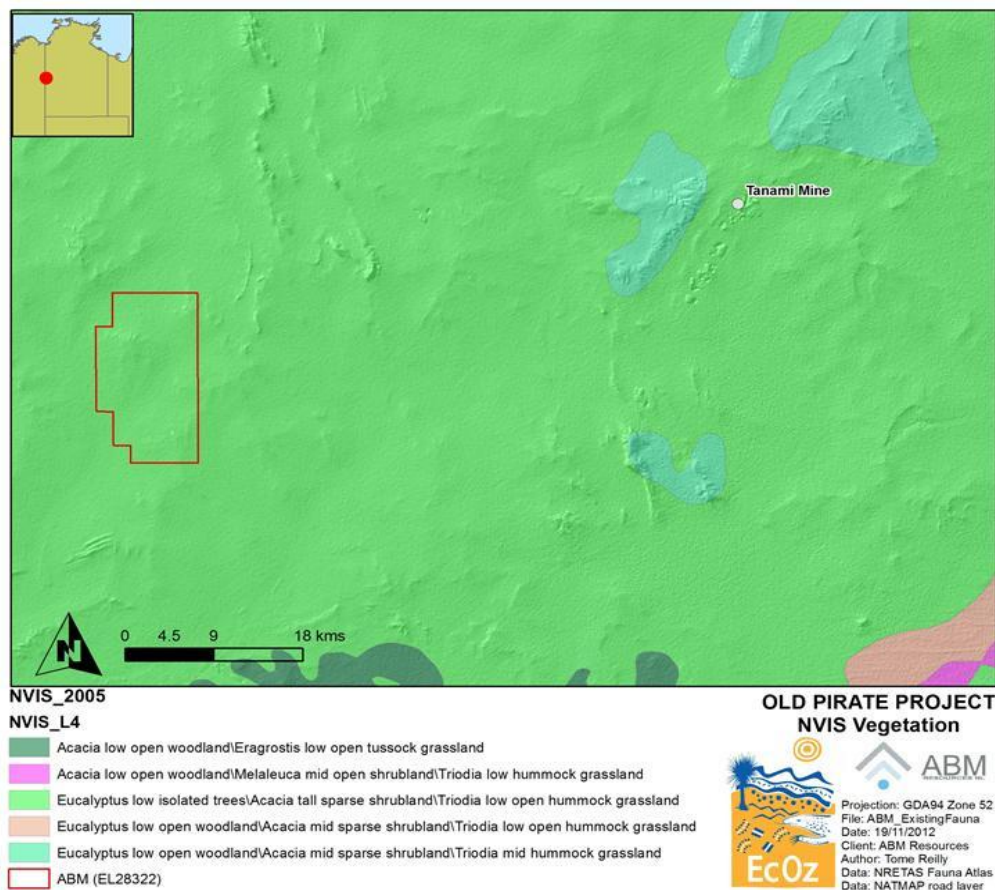 Tanami Mine
N
0 4.5 9 18 kms
NVIS_2005
NVIS_L4
Acacia low open woodland\Eragrostis low open tussock grassland
Acacia low open woodland\Melaleuca mid open shrubland\Triodia low hummock grassland
Eucalyptus low isolated trees\Acacia tall sparse shrubland\Triodia low open hummock grassland
Eucalyptus low open woodland\Acacia mid sparse shrubland\Triodia low open hummock grassland
Eucalyptus low open woodland\Acacia mid sparse shrubland\Triodia mid hummock grassland
ABM (EL28322)
OLD PIRATE PROJECT
NVIS Vegetation
EcOz
ABM
RESOURCES NL
Projection: GDA94 Zone 52
File: ABM_ExistingFauna
Date: 19/11/2012
Client: ABM Resources
Author: Tome Reilly
Data: NRETAS Fauna Atlas
Data: NATMAP road layer